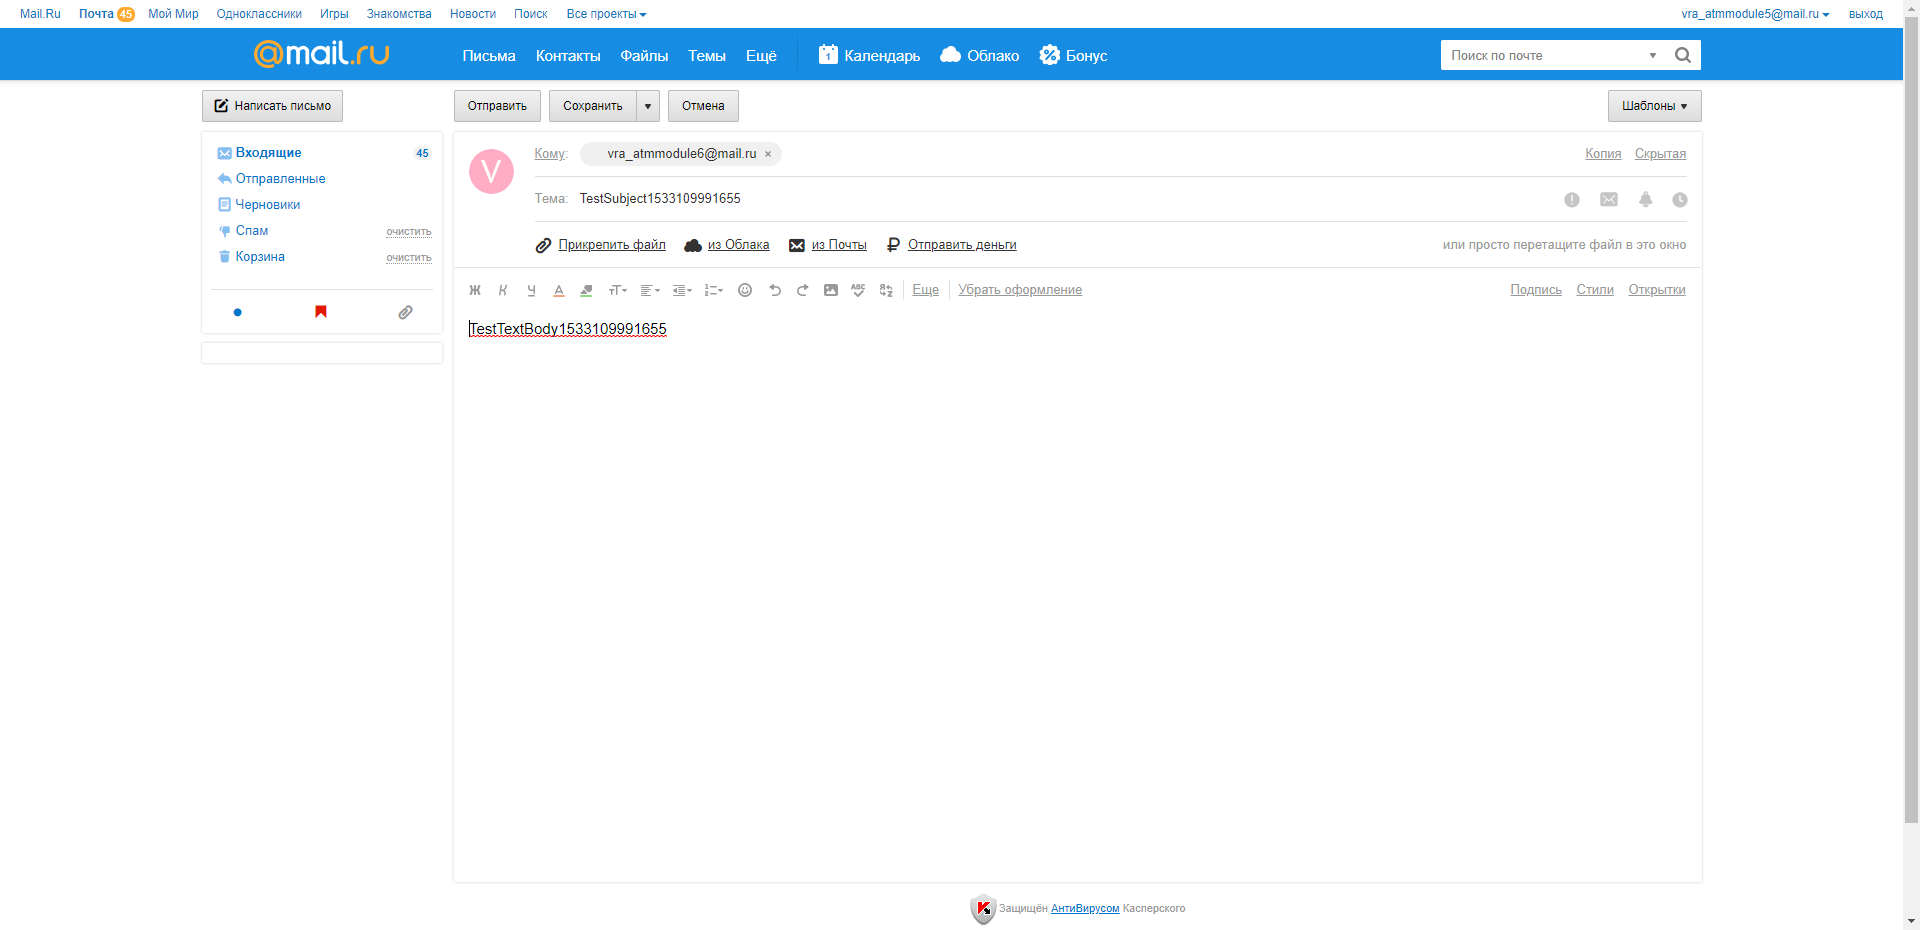 Mail.Ru Почта 45 Мой Мир Одноклассники Игры Знакомства Новости Поиск Все проекты vra_atmmodule5@mail.ru выход
@mail.ru Письма Контакты Файлы Темы Ещё 1 Календарь Облако Бонус Поиск по почте
Написать письмо Отправить Сохранить Отмена Шаблоны
Входящие 45
Отправленные
Черновики
Спам очистить
Корзина очистить
V
Кому: vra_atmmodule6@mail.ru × Копия Скрытая
Тема: TestSubject1533109991655
Прикрепить файл из Облака из Почты Отправить деньги или просто перетащите файл в это окно
Ж К Ч А тТ ABC Еще Убрать оформление Подпись Стили Открытки
TestTextBody1533109991655
Защищён АнтиВирусом Касперского